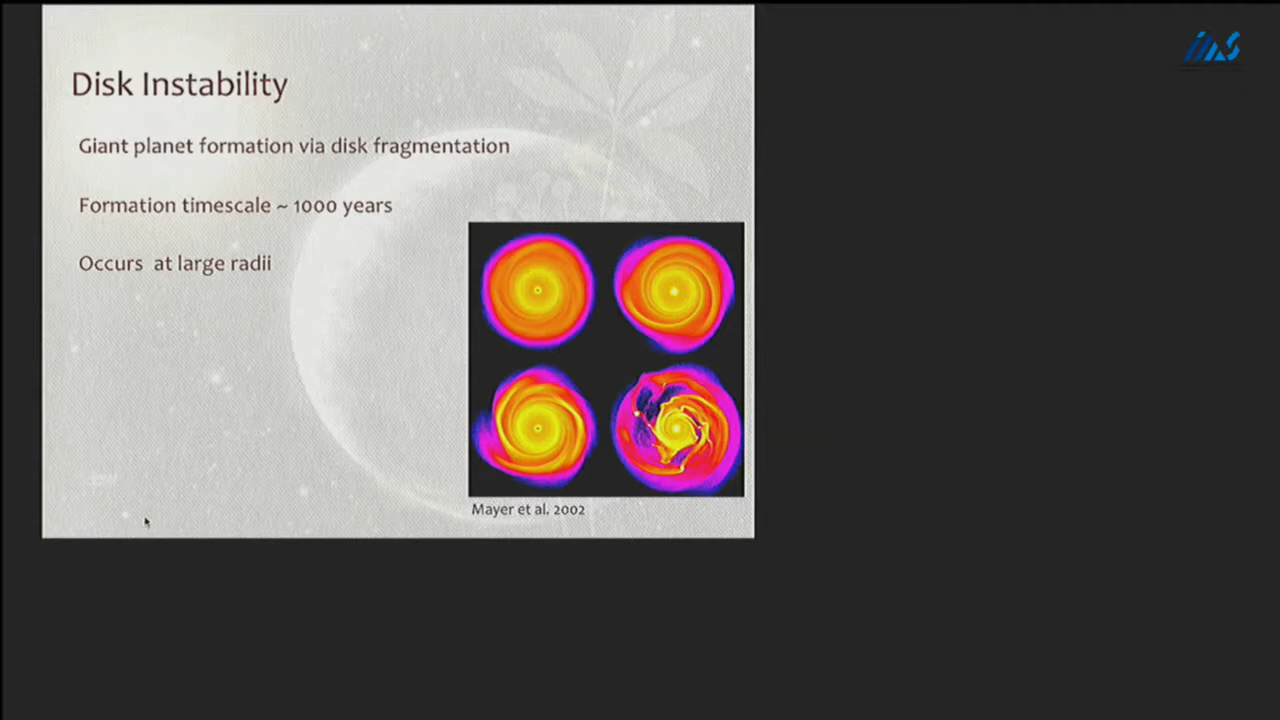 Disk Instability
Giant planet formation via disk fragmentation
Formation timescale ~ 1000 years
Occurs at large radii
Mayer et al. 2002